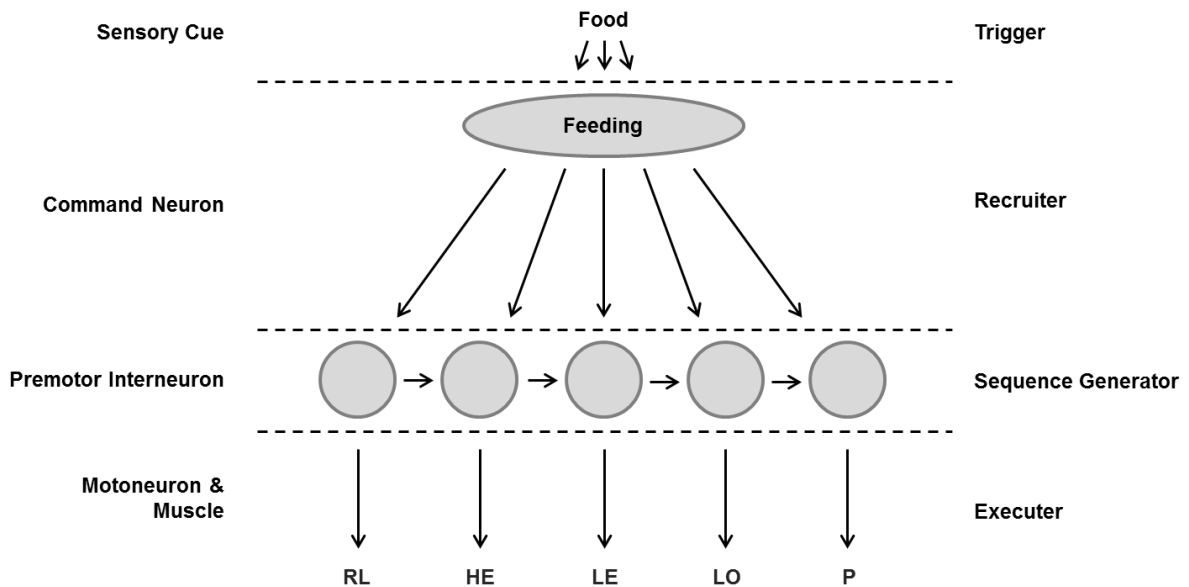 Sensory Cue
Food
Trigger
Feeding
Command Neuron
Recruiter
Premotor Interneuron
Sequence Generator
Motoneuron &
Muscle
Executer
RL
HE
LE
LO
P